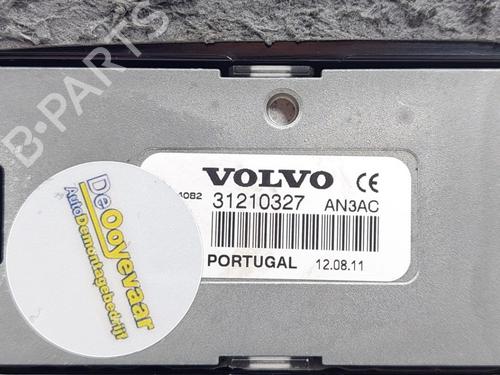 B-PARTS
VOLVO CE
31210327 AN3AC
PORTUGAL 12.08.11
De
Ooyevaar
AutoDemontagebedrijf